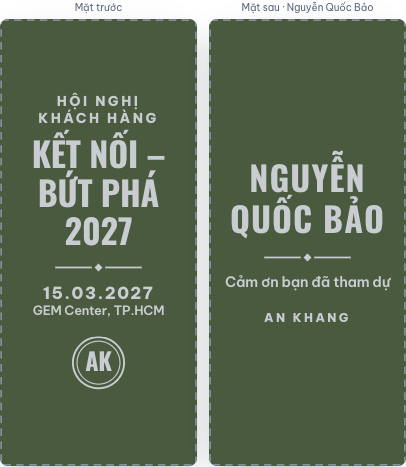 Mặt trước
HỘI NGHỊ
KHÁCH HÀNG
KẾT NỐI –
BỨT PHÁ
2027
15.03.2027
GEM Center, TP.HCM
AK
Mặt sau · Nguyễn Quốc Bảo
NGUYỄN
QUỐC BẢO
Cảm ơn bạn đã tham dự
AN KHANG